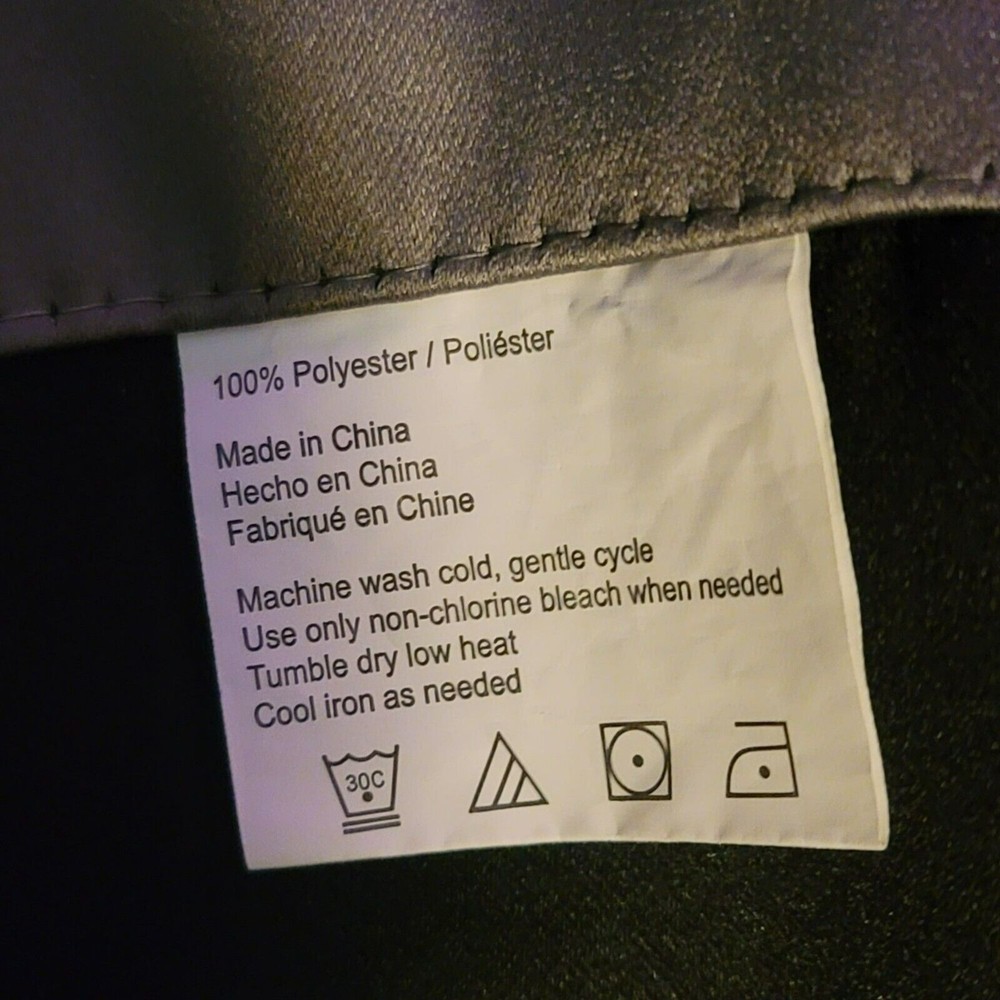 100% Polyester / Poliéster
Made in China
Hecho en China
Fabriqué en Chine
Machine wash cold, gentle cycle
Use only non-chlorine bleach when needed
Tumble dry low heat
Cool iron as needed
30C